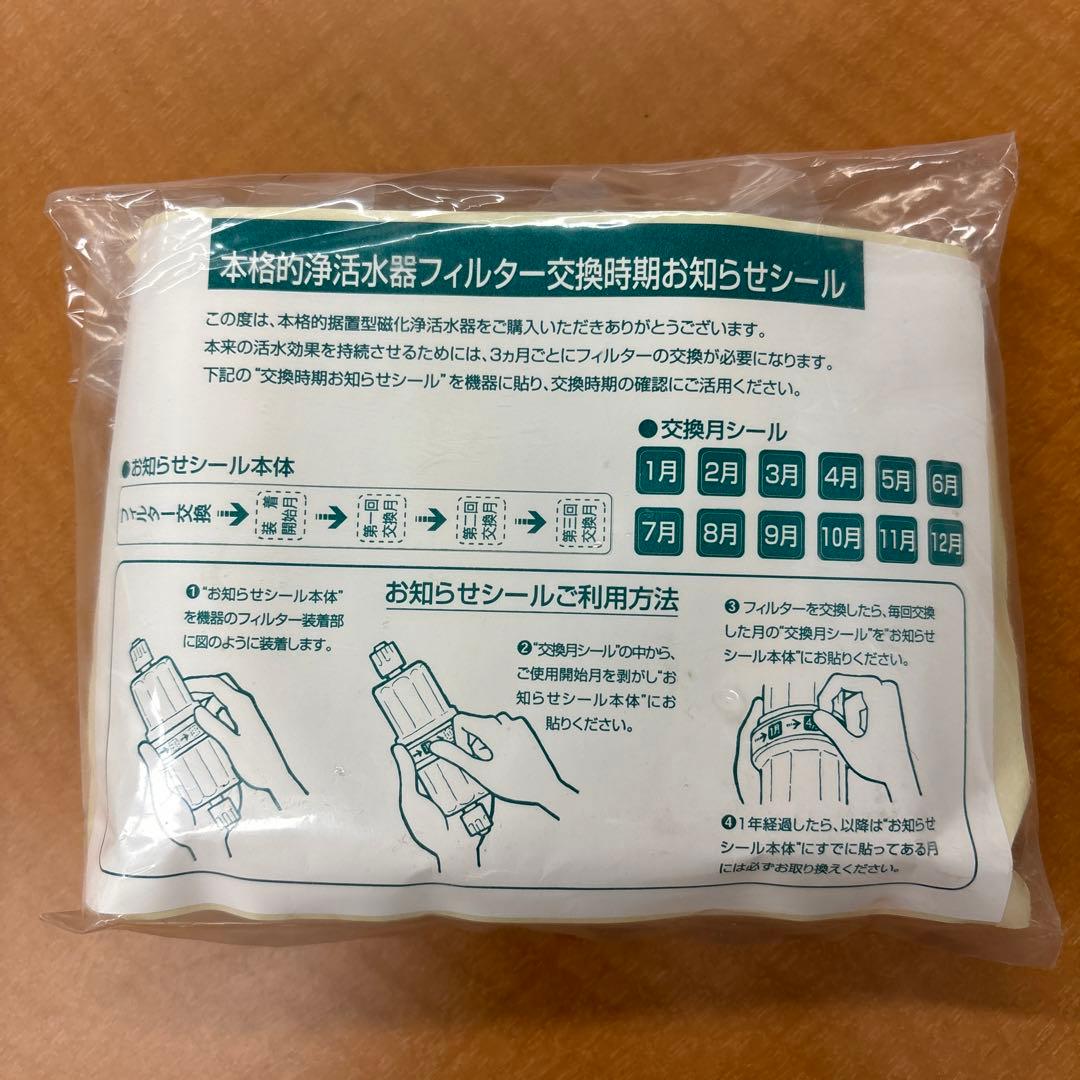 本格的浄活水器フィルター交換時期お知らせシール
この度は、本格的据置型磁化浄活水器をご購入いただきありがとうございます。
本来の活水効果を持続させるためには、3ヵ月ごとにフィルターの交換が必要になります。
下記の"交換時期お知らせシール"を機器に貼り、交換時期の確認にご活用ください。
●お知らせシール本体
フィルター交換
装着
開始月
第一回
交換月
第二回
交換月
第三回
交換月
●交換月シール
1月 2月 3月 4月 5月 6月
7月 8月 9月 10月 11月 12月
お知らせシールご利用方法
❶"お知らせシール本体"
を機器のフィルター装着部
に図のように装着します。
❷"交換月シール"の中から、
ご使用開始月を剥がし"お
知らせシール本体"にお
貼りください。
❸フィルターを交換したら、毎回交換
した月の"交換月シール"を"お知らせ
シール本体"にお貼りください。
1月 4
❹1年経過したら、以降は"お知らせ
シール本体"にすでに貼ってある月
には必ずお取り換えください。